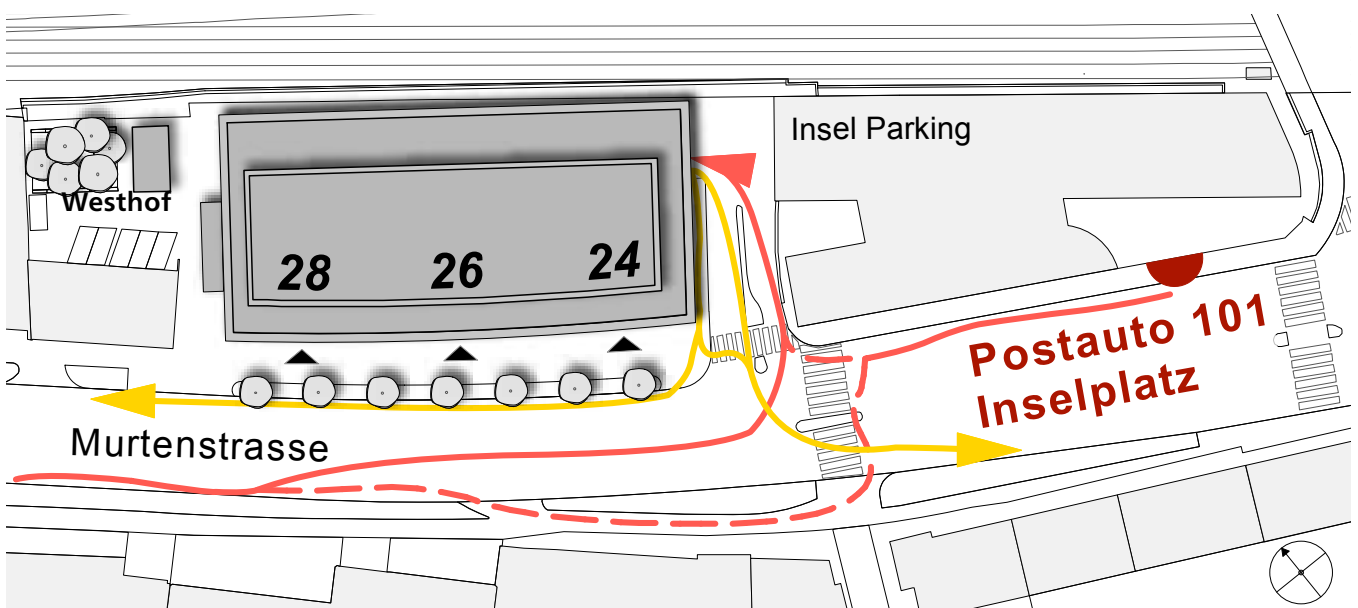 Insel Parking
Westhof
28 26 24
Postauto 101
Inselplatz
Murtenstrasse